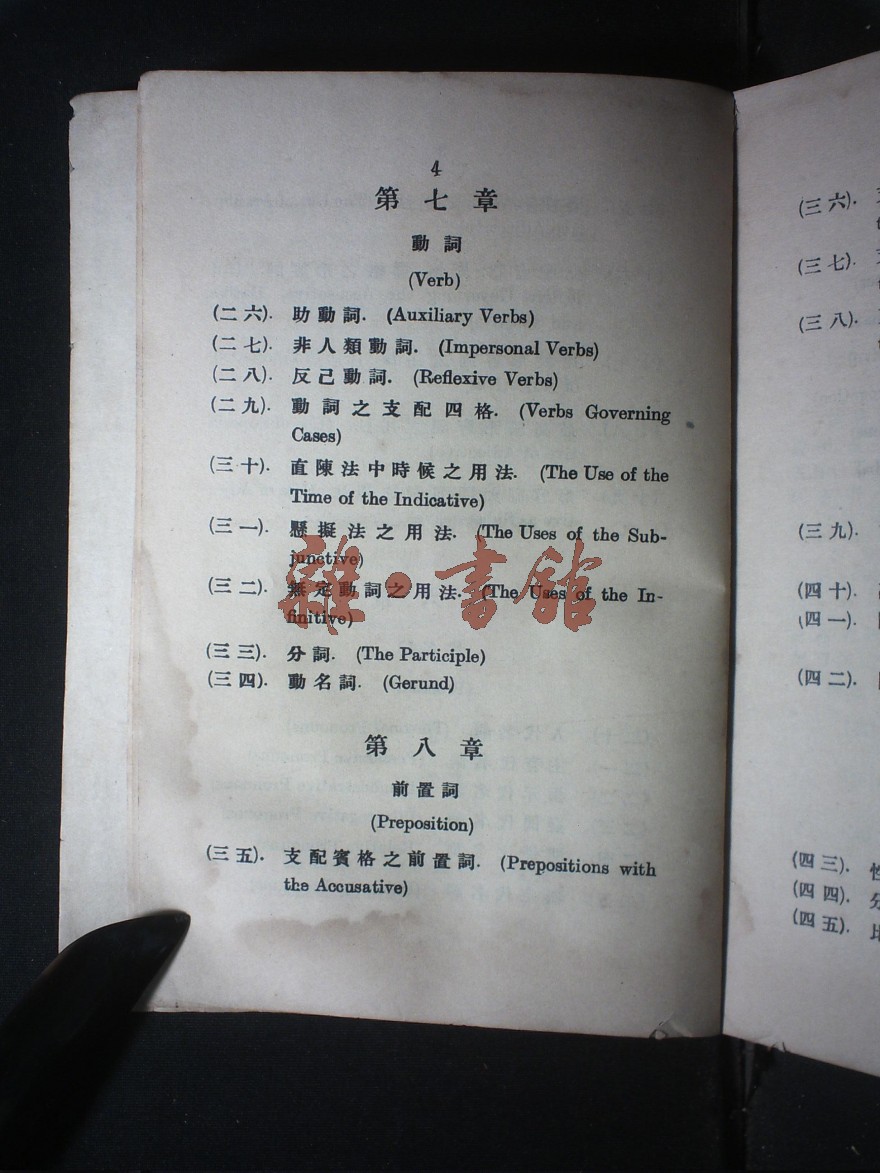 4
第七章
動詞
(Verb)
(二六). 助動詞. (Auxiliary Verbs)
(二七). 非人類動詞. (Impersonal Verbs)
(二八). 反己動詞. (Reflexive Verbs)
(二九). 動詞之支配四格. (Verbs Governing
Cases)
(三十). 直陳法中時候之用法. (The Use of the
Time of the Indicative)
(三一). 懸擬法之用法. (The Uses of the Sub-
junctive)
(三二). 無定動詞之用法. (The Uses of the In-
finitive)
(三三). 分詞. (The Participle)
(三四). 動名詞. (Gerund)
第八章
前置詞
(Preposition)
(三五). 支配賓格之前置詞. (Prepositions with
the Accusative)
雜·書館
(三六).
(三七).
(三八).
(三九).
(四十).
(四一).
(四二).
(四三). 性
(四四). 分
(四五).